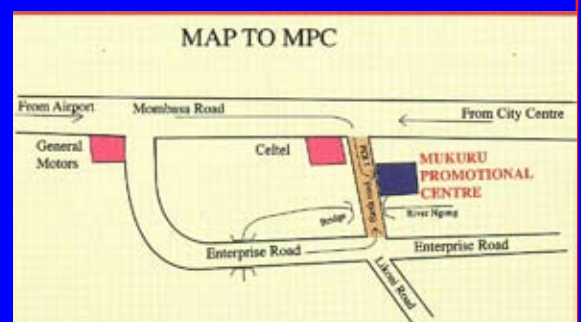 MAP TO MPC
From Airport
Mombasa Road
From City Centre
General
Motors
Celtel
MUKURU
PROMOTIONAL
CENTRE
Bridge
River Ngong
Enterprise Road
Enterprise Road
Likoni Road